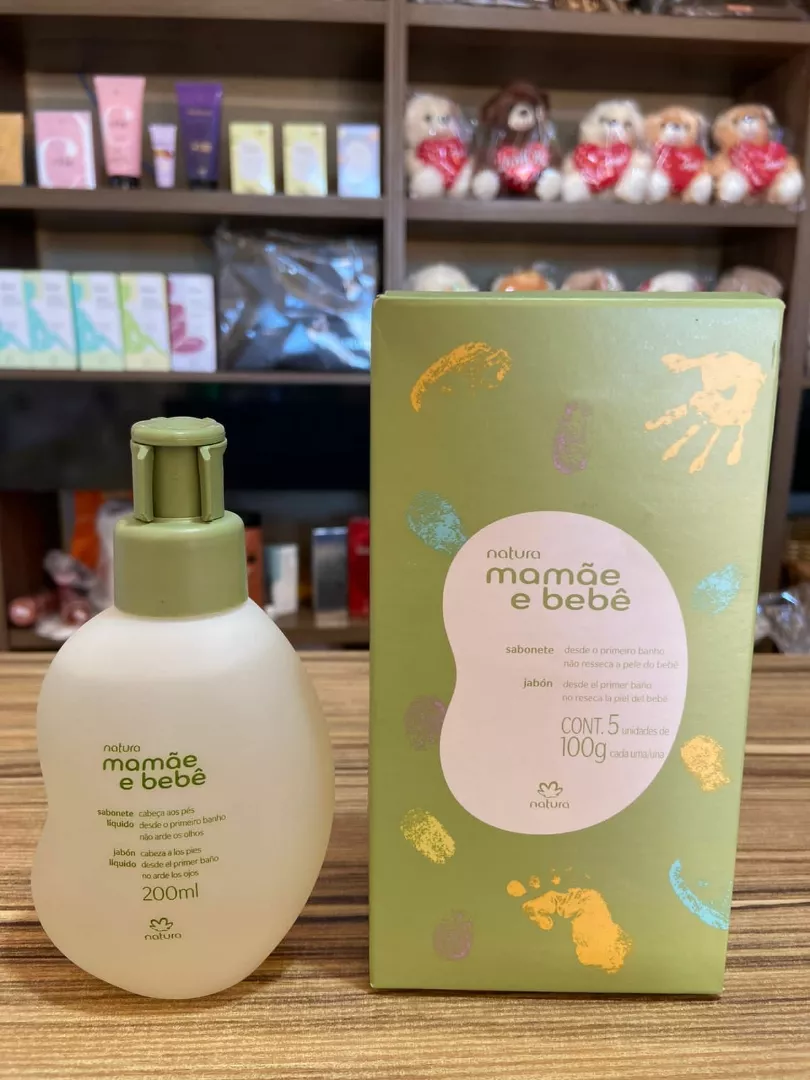 natura
mamãe
e bebê
sabonete cabeça aos pés
líquido desde o primeiro banho
não arde os olhos
jabón cabeza a los pies
líquido desde el primer baño
no arde los ojos
200ml
natura
natura
mamãe
e bebê
sabonete desde o primeiro banho
não resseca a pele do bebê
jabón desde el primer baño
no reseca la piel del bebé
CONT. 5 unidades de
100g cada uma/una
natura